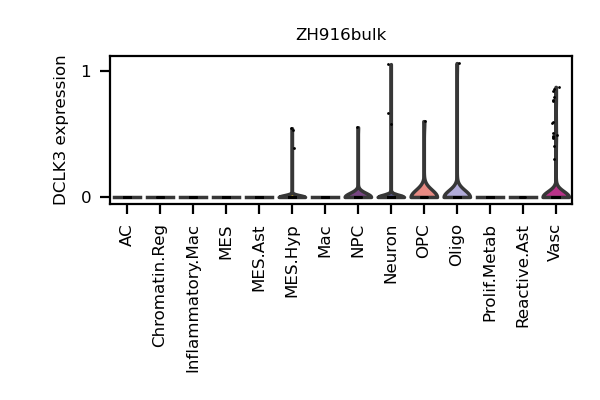 ZH916bulk
DCLK3 expression
1
0
AC
Chromatin.Reg
Inflammatory.Mac
MES
MES.Ast
MES.Hyp
Mac
NPC
Neuron
OPC
Oligo
Prolif.Metab
Reactive.Ast
Vasc